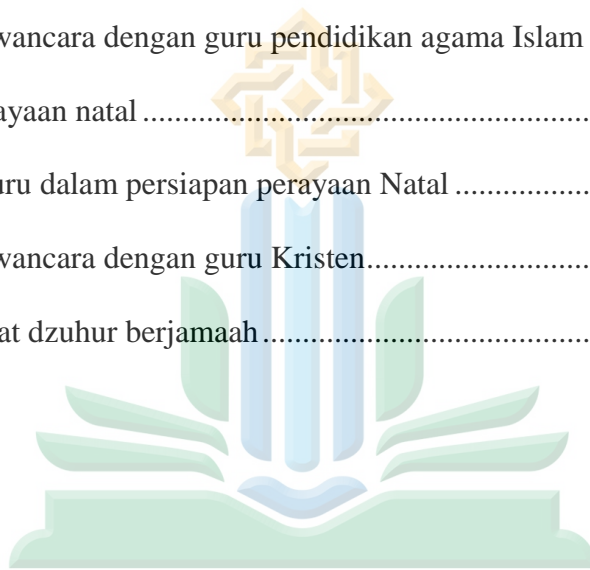 wancara dengan guru pendidikan agama Islam
ayaan natal ................................................
uru dalam persiapan perayaan Natal ..................
wancara dengan guru Kristen..............................
at dzuhur berjamaah ...........................................